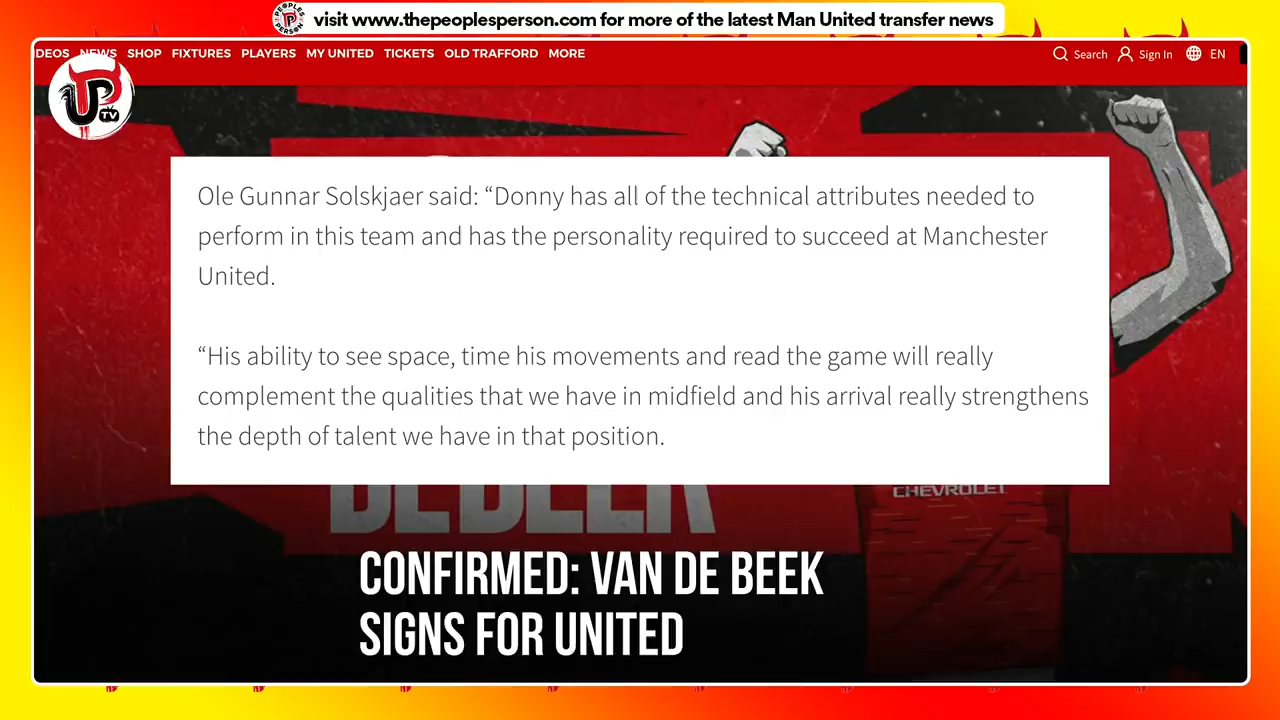 PEOPLES PERSON
visit www.thepeoplesperson.com for more of the latest Man United transfer news
DEOS NEWS SHOP FIXTURES PLAYERS MY UNITED TICKETS OLD TRAFFORD MORE Search Sign In EN
UP TV
Ole Gunnar Solskjaer said: “Donny has all of the technical attributes needed to
perform in this team and has the personality required to succeed at Manchester
United.
“His ability to see space, time his movements and read the game will really
complement the qualities that we have in midfield and his arrival really strengthens
the depth of talent we have in that position.
CHEVROLET
CONFIRMED: VAN DE BEEK
SIGNS FOR UNITED